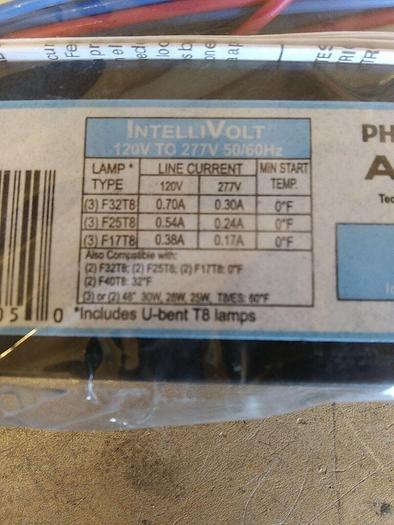 INTELLIVOLT
120V TO 277V 50/60Hz
LAMP * TYPE LINE CURRENT MIN START TEMP.
120V 277V
(3) F32T8 0.70A 0.30A 0°F
(3) F25T8 0.54A 0.24A 0°F
(3) F17T8 0.38A 0.17A 0°F
Also Compatible with:
(2) F32T8; (2) F25T8; (2) F17T8: 0°F
(2) F40T8: 32°F
(3) or (2) 48" 30W, 28W, 25W, T8/ES: 60°F
*Includes U-bent T8 lamps
PH
A
Tec
05 0